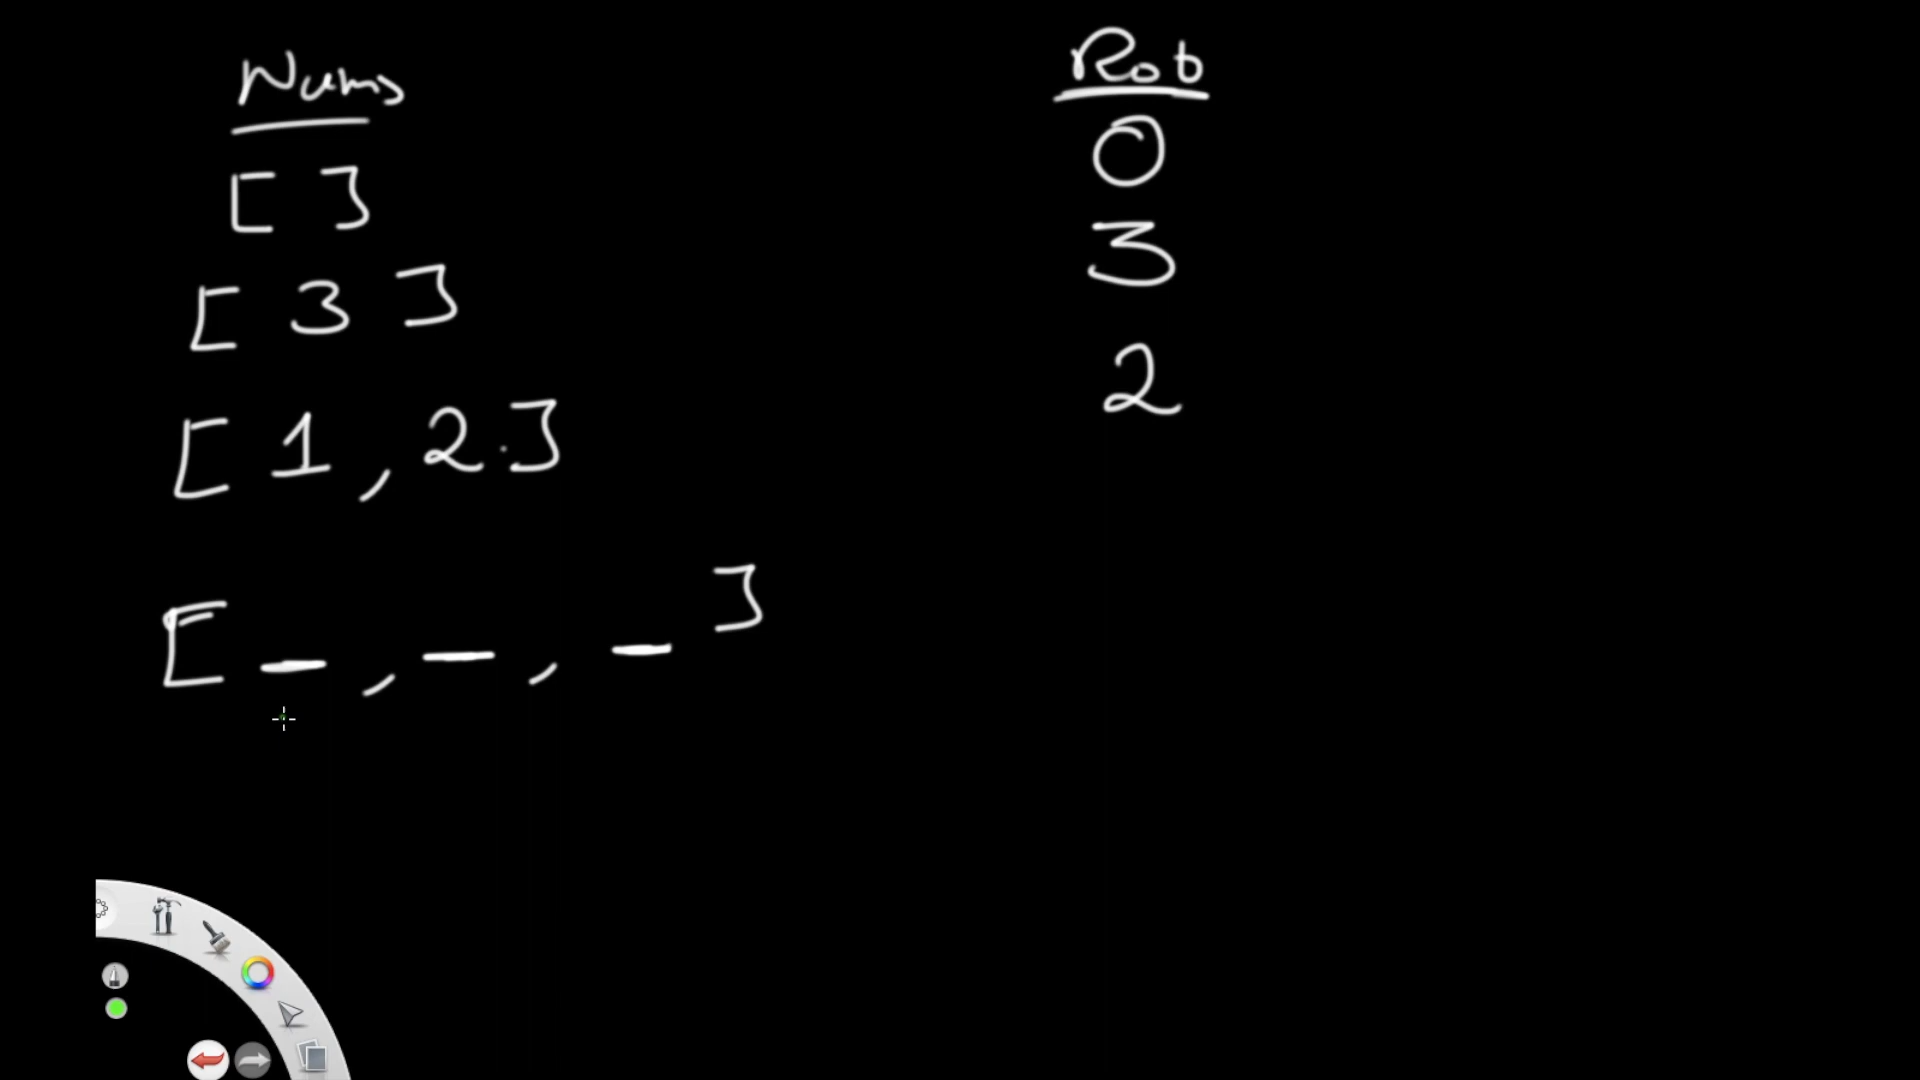 Nums
Rob
[ ]
0
[ 3 ]
3
[ 1 , 2 ]
2
[ _ , _ , _ ]